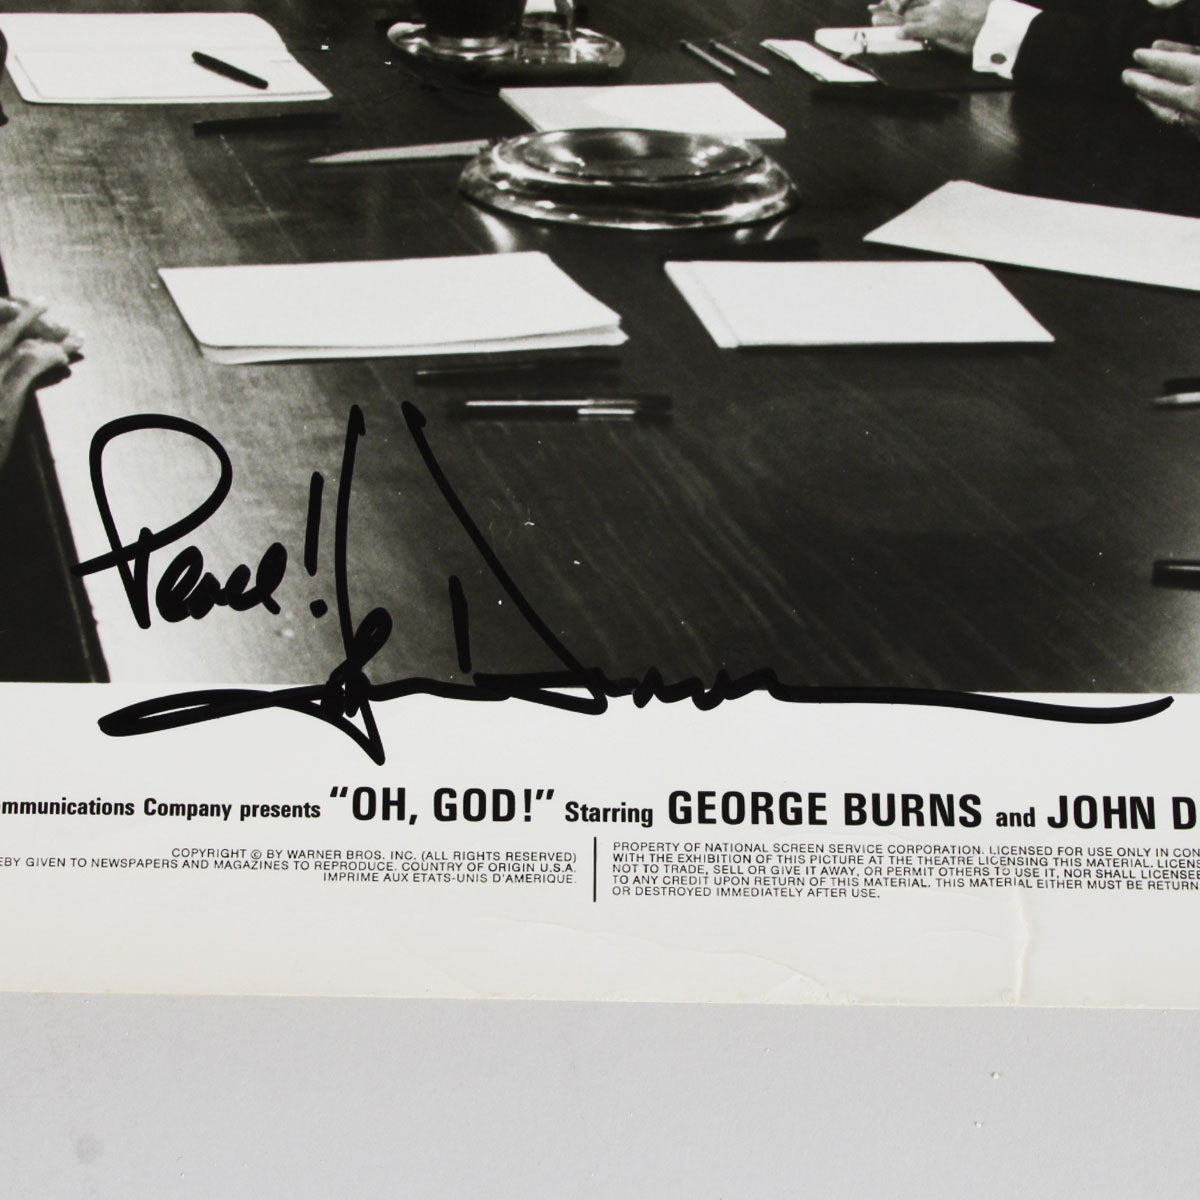 Peace!
John Denver
mmunications Company presents "OH, GOD!" Starring GEORGE BURNS and JOHN D
COPYRIGHT © BY WARNER BROS. INC. (ALL RIGHTS RESERVED)
EBY GIVEN TO NEWSPAPERS AND MAGAZINES TO REPRODUCE. COUNTRY OF ORIGIN U.S.A.
IMPRIME AUX ETATS-UNIS D'AMERIQUE.
PROPERTY OF NATIONAL SCREEN SERVICE CORPORATION. LICENSED FOR USE ONLY IN CON
WITH THE EXHIBITION OF THIS PICTURE AT THE THEATRE LICENSING THIS MATERIAL. LICENS
NOT TO TRADE, SELL OR GIVE IT AWAY, OR PERMIT OTHERS TO USE IT, NOR SHALL LICENSEE
TO ANY CREDIT UPON RETURN OF THIS MATERIAL. THIS MATERIAL EITHER MUST BE RETURN
OR DESTROYED IMMEDIATELY AFTER USE.